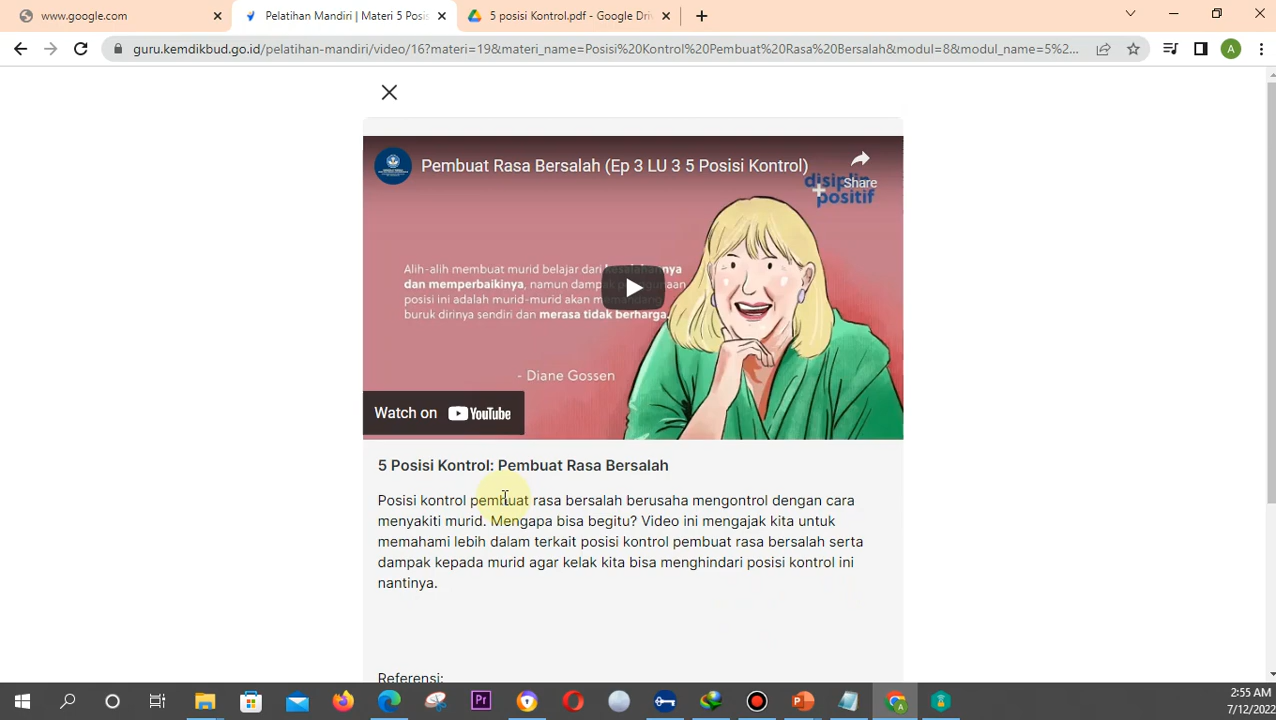 www.google.com
Pelatihan Mandiri | Materi 5 Posis
5 posisi Kontrol.pdf - Google Dri
guru.kemdikbud.go.id/pelatihan-mandiri/video/16?materi=19&materi_name=Posisi%20Kontrol%20Pembuat%20Rasa%20Bersalah&modul=8&modul_name=5%2...
A
Pembuat Rasa Bersalah (Ep 3 LU 3 5 Posisi Kontrol)
Share
disiplin
positif
Alih-alih membuat murid belajar dari kesalahannya
dan memperbaikinya, namun dampak penggunaan
posisi ini adalah murid-murid akan memandang
buruk dirinya sendiri dan merasa tidak berharga.
- Diane Gossen
Watch on YouTube
5 Posisi Kontrol: Pembuat Rasa Bersalah
Posisi kontrol pembuat rasa bersalah berusaha mengontrol dengan cara
menyakiti murid. Mengapa bisa begitu? Video ini mengajak kita untuk
memahami lebih dalam terkait posisi kontrol pembuat rasa bersalah serta
dampak kepada murid agar kelak kita bisa menghindari posisi kontrol ini
nantinya.
Referensi:
Pr
2:55 AM
7/12/2022